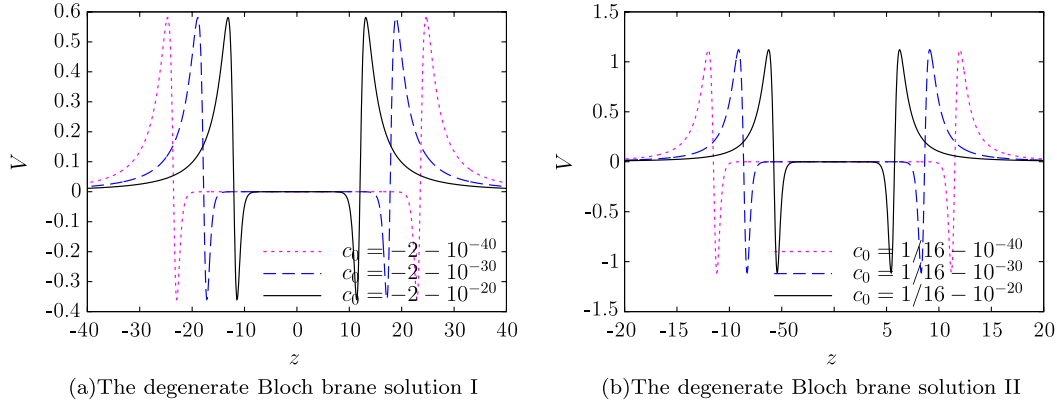 0.6
0.5
0.4
0.3
0.2
0.1
0
-0.1
-0.2
-0.3
-0.4
V
c₀ = −2 − 10⁻⁴⁰
c₀ = −2 − 10⁻³⁰
c₀ = −2 − 10⁻²⁰
-40 -30 -20 -10 0 10 20 30 40
z
(a)The degenerate Bloch brane solution I
1.5
1
0.5
0
-0.5
-1
-1.5
V
c₀ = 1/16 − 10⁻⁴⁰
c₀ = 1/16 − 10⁻³⁰
c₀ = 1/16 − 10⁻²⁰
-20 -15 -10 -50 5 10 15 20
z
(b)The degenerate Bloch brane solution II